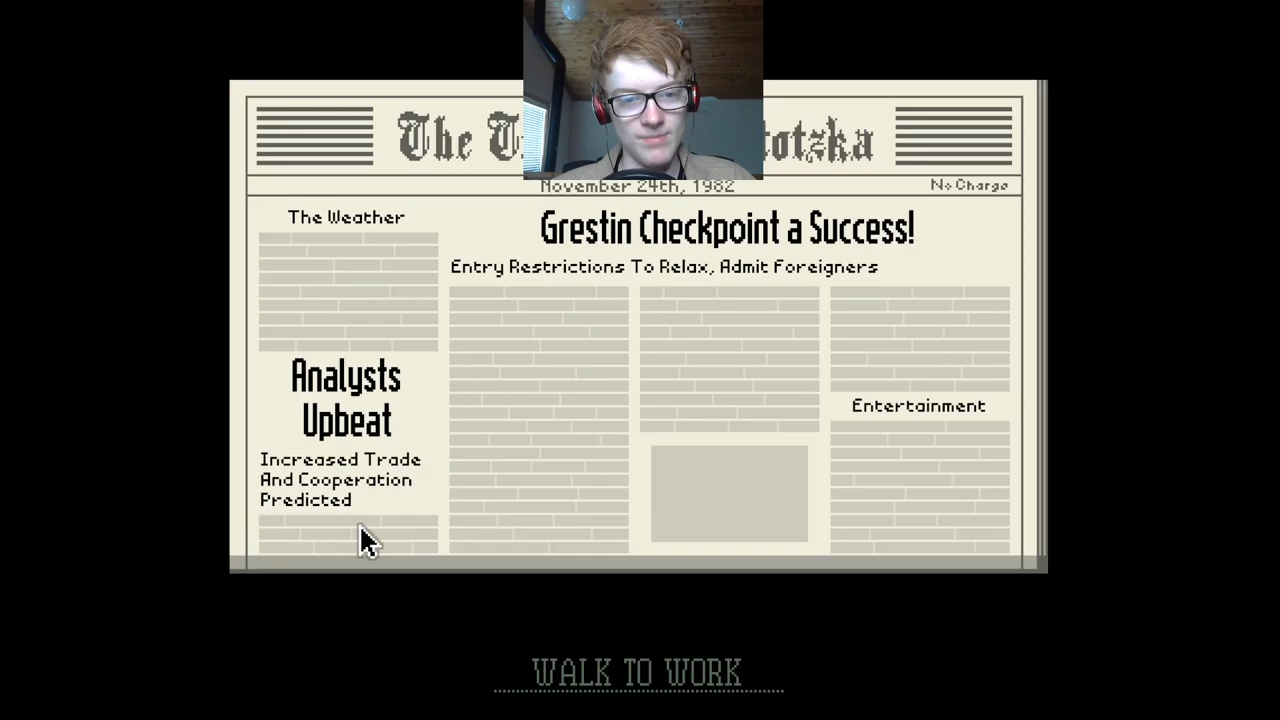 The
November 24th, 1982
No Charge
The Weather
Grestin Checkpoint a Success!
Entry Restrictions To Relax, Admit Foreigners
Analysts
Upbeat
Increased Trade
And Cooperation
Predicted
Entertainment
WALK TO WORK